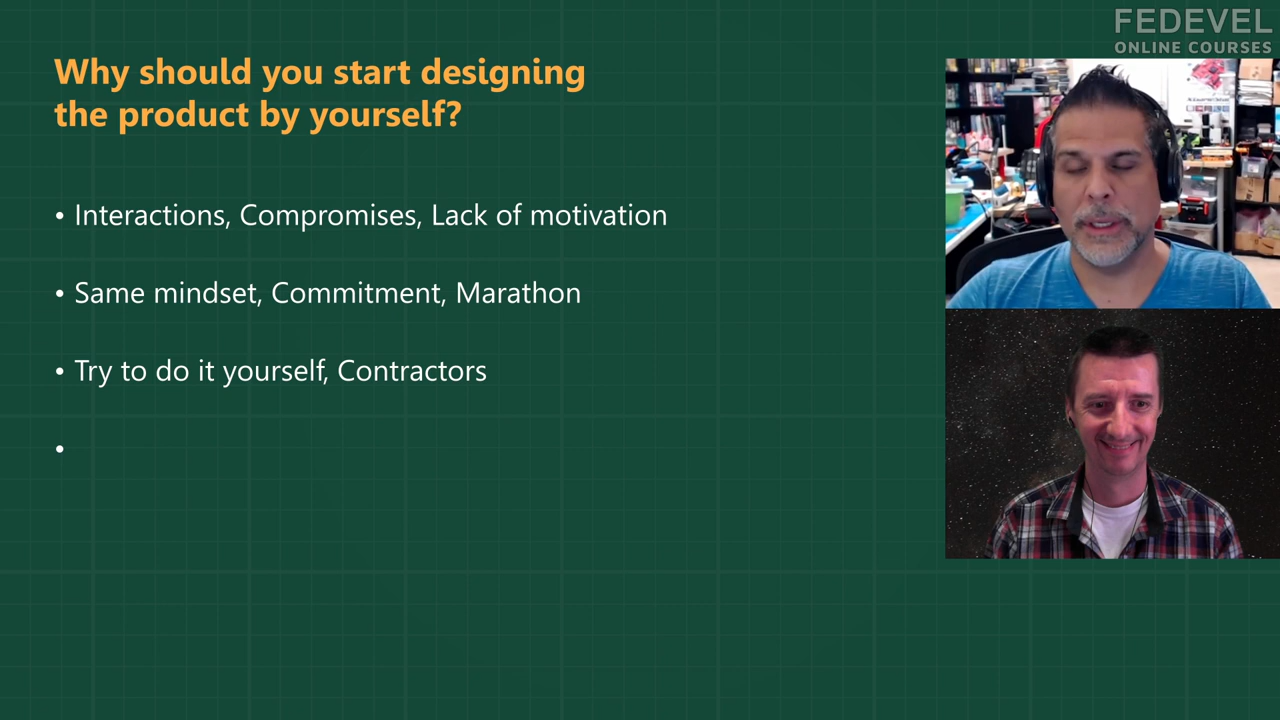 FEDEVEL
ONLINE COURSES
Why should you start designing
the product by yourself?
• Interactions, Compromises, Lack of motivation
• Same mindset, Commitment, Marathon
• Try to do it yourself, Contractors
•